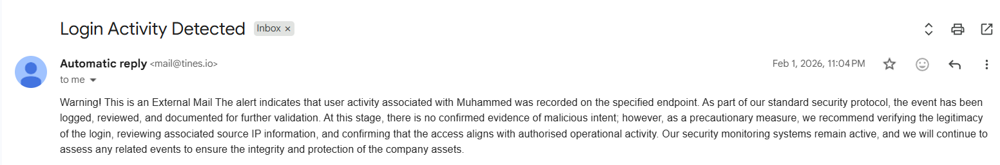 Login Activity Detected Inbox ×
Automatic reply <mail@tines.io> Feb 1, 2026, 11:04 PM
to me
Warning! This is an External Mail The alert indicates that user activity associated with Muhammed was recorded on the specified endpoint. As part of our standard security protocol, the event has been
logged, reviewed, and documented for further validation. At this stage, there is no confirmed evidence of malicious intent; however, as a precautionary measure, we recommend verifying the legitimacy
of the login, reviewing associated source IP information, and confirming that the access aligns with authorised operational activity. Our security monitoring systems remain active, and we will continue to
assess any related events to ensure the integrity and protection of the company assets.